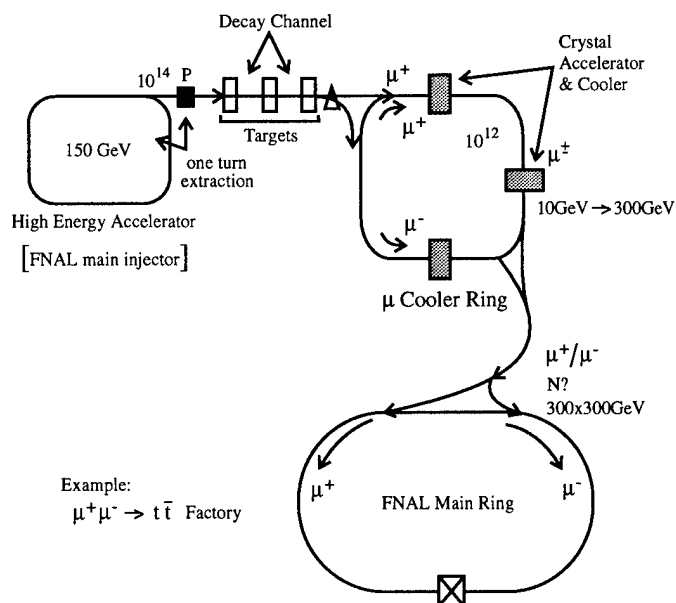 Decay Channel
10^14 P
Targets
150 GeV
one turn
extraction
High Energy Accelerator
[FNAL main injector]
μ+
μ+
Crystal
Accelerator
& Cooler
10^12
μ±
10GeV → 300GeV
μ-
μ Cooler Ring
μ+/μ-
N?
300x300GeV
μ+
μ-
FNAL Main Ring
Example:
μ+μ- → t t̄ Factory